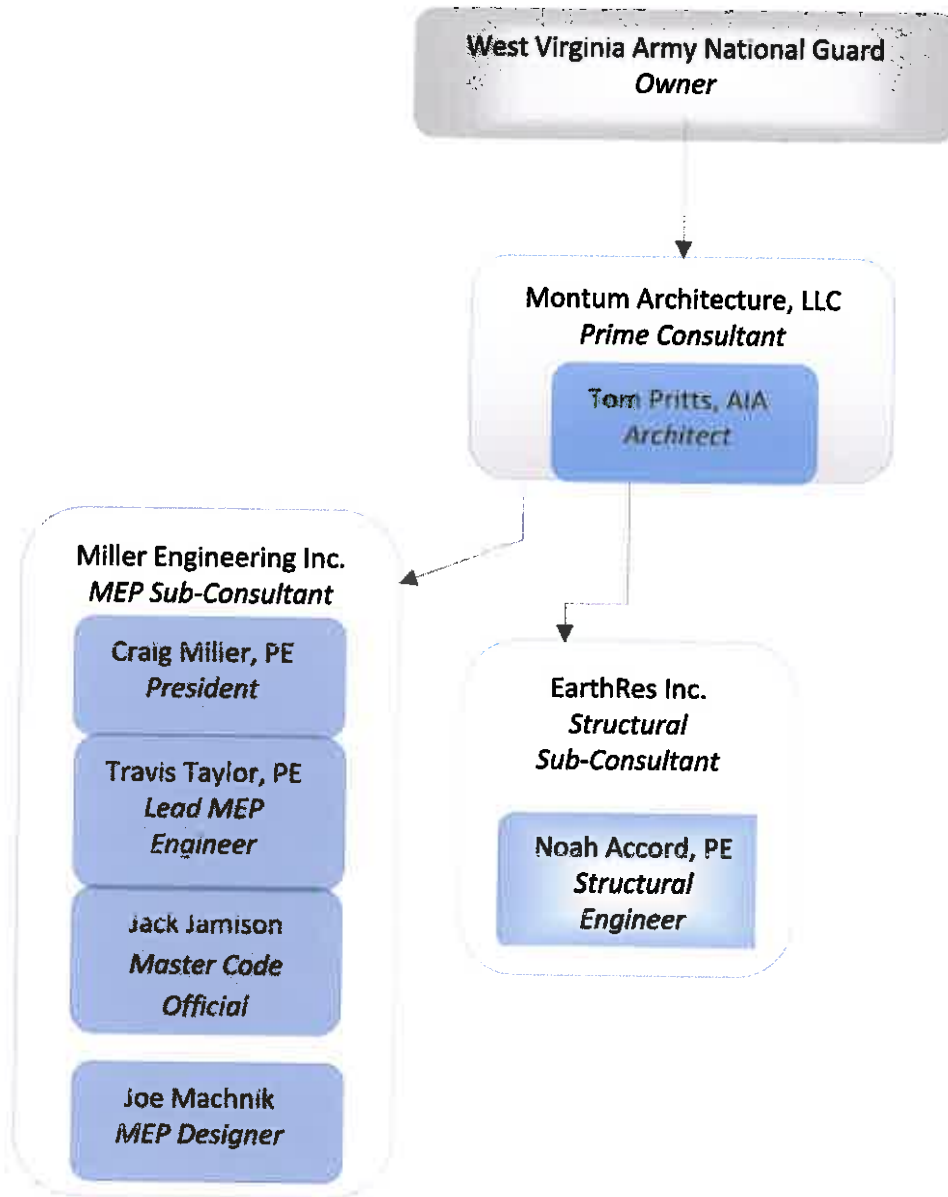 West Virginia Army National Guard
Owner
Montum Architecture, LLC
Prime Consultant
Tom Pritts, AIA
Architect
Miller Engineering Inc.
MEP Sub-Consultant
Craig Miller, PE
President
Travis Taylor, PE
Lead MEP
Engineer
Jack Jamison
Master Code
Official
Joe Machnik
MEP Designer
EarthRes Inc.
Structural
Sub-Consultant
Noah Accord, PE
Structural
Engineer